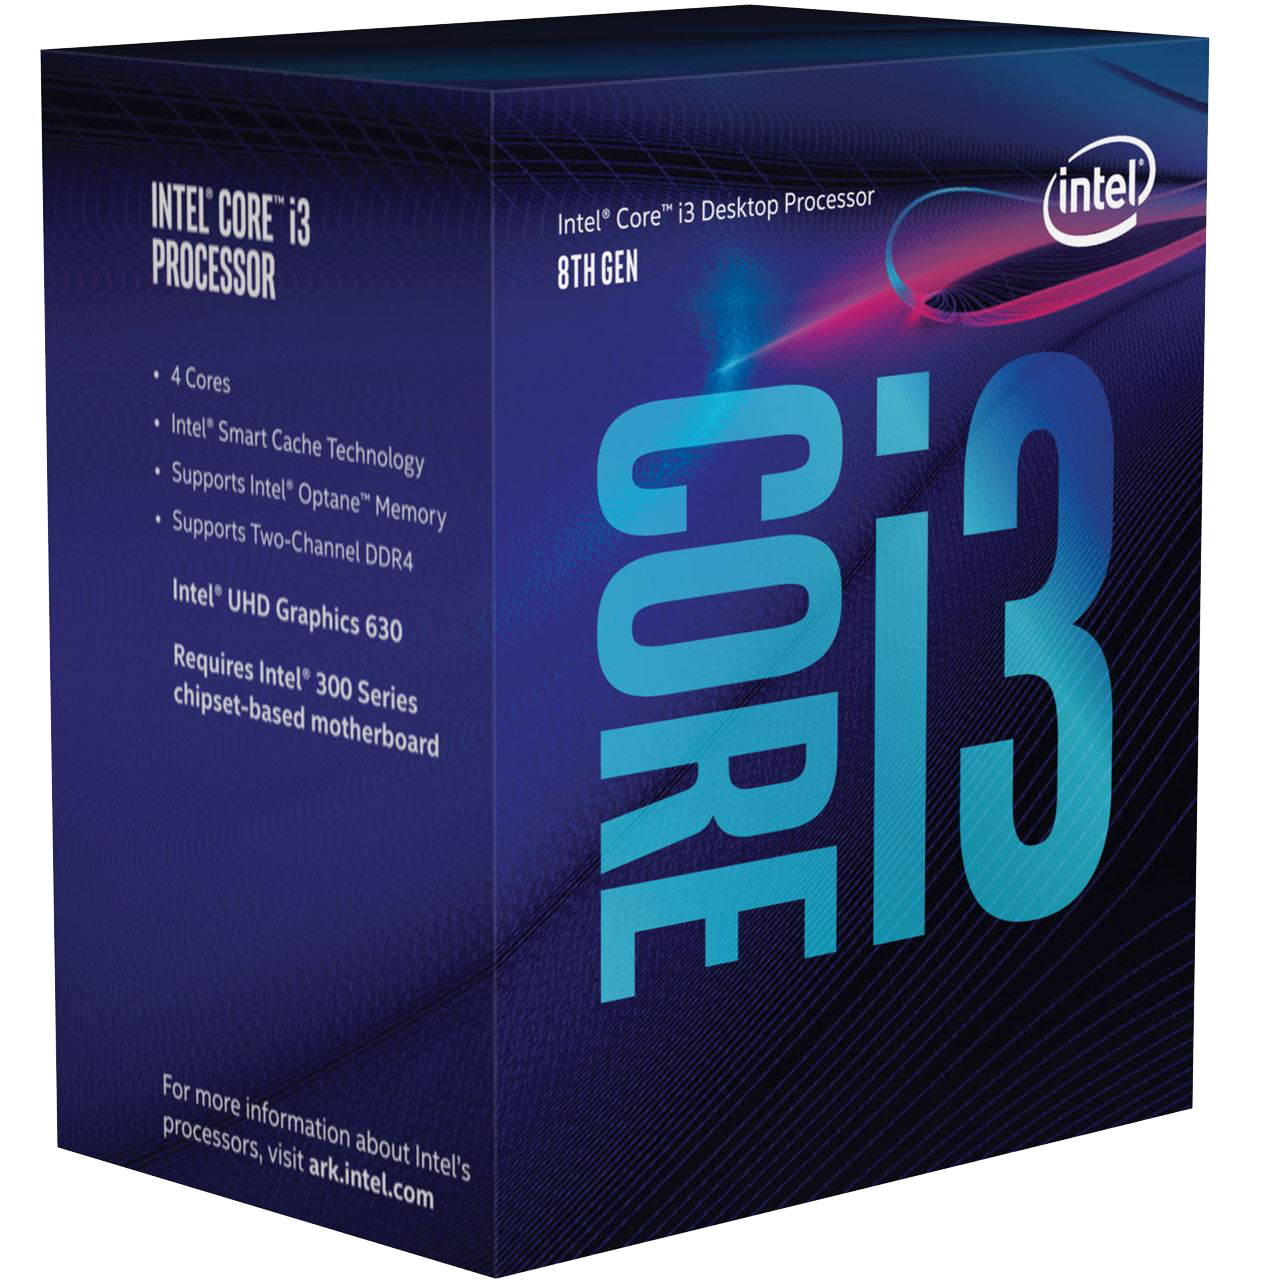 INTEL® CORE™ i3
PROCESSOR
• 4 Cores
• Intel® Smart Cache Technology
• Supports Intel® Optane™ Memory
• Supports Two-Channel DDR4
Intel® UHD Graphics 630
Requires Intel® 300 Series
chipset-based motherboard
For more information about Intel's
processors, visit ark.intel.com
Intel® Core™ i3 Desktop Processor
8TH GEN
intel®
CORE
i3